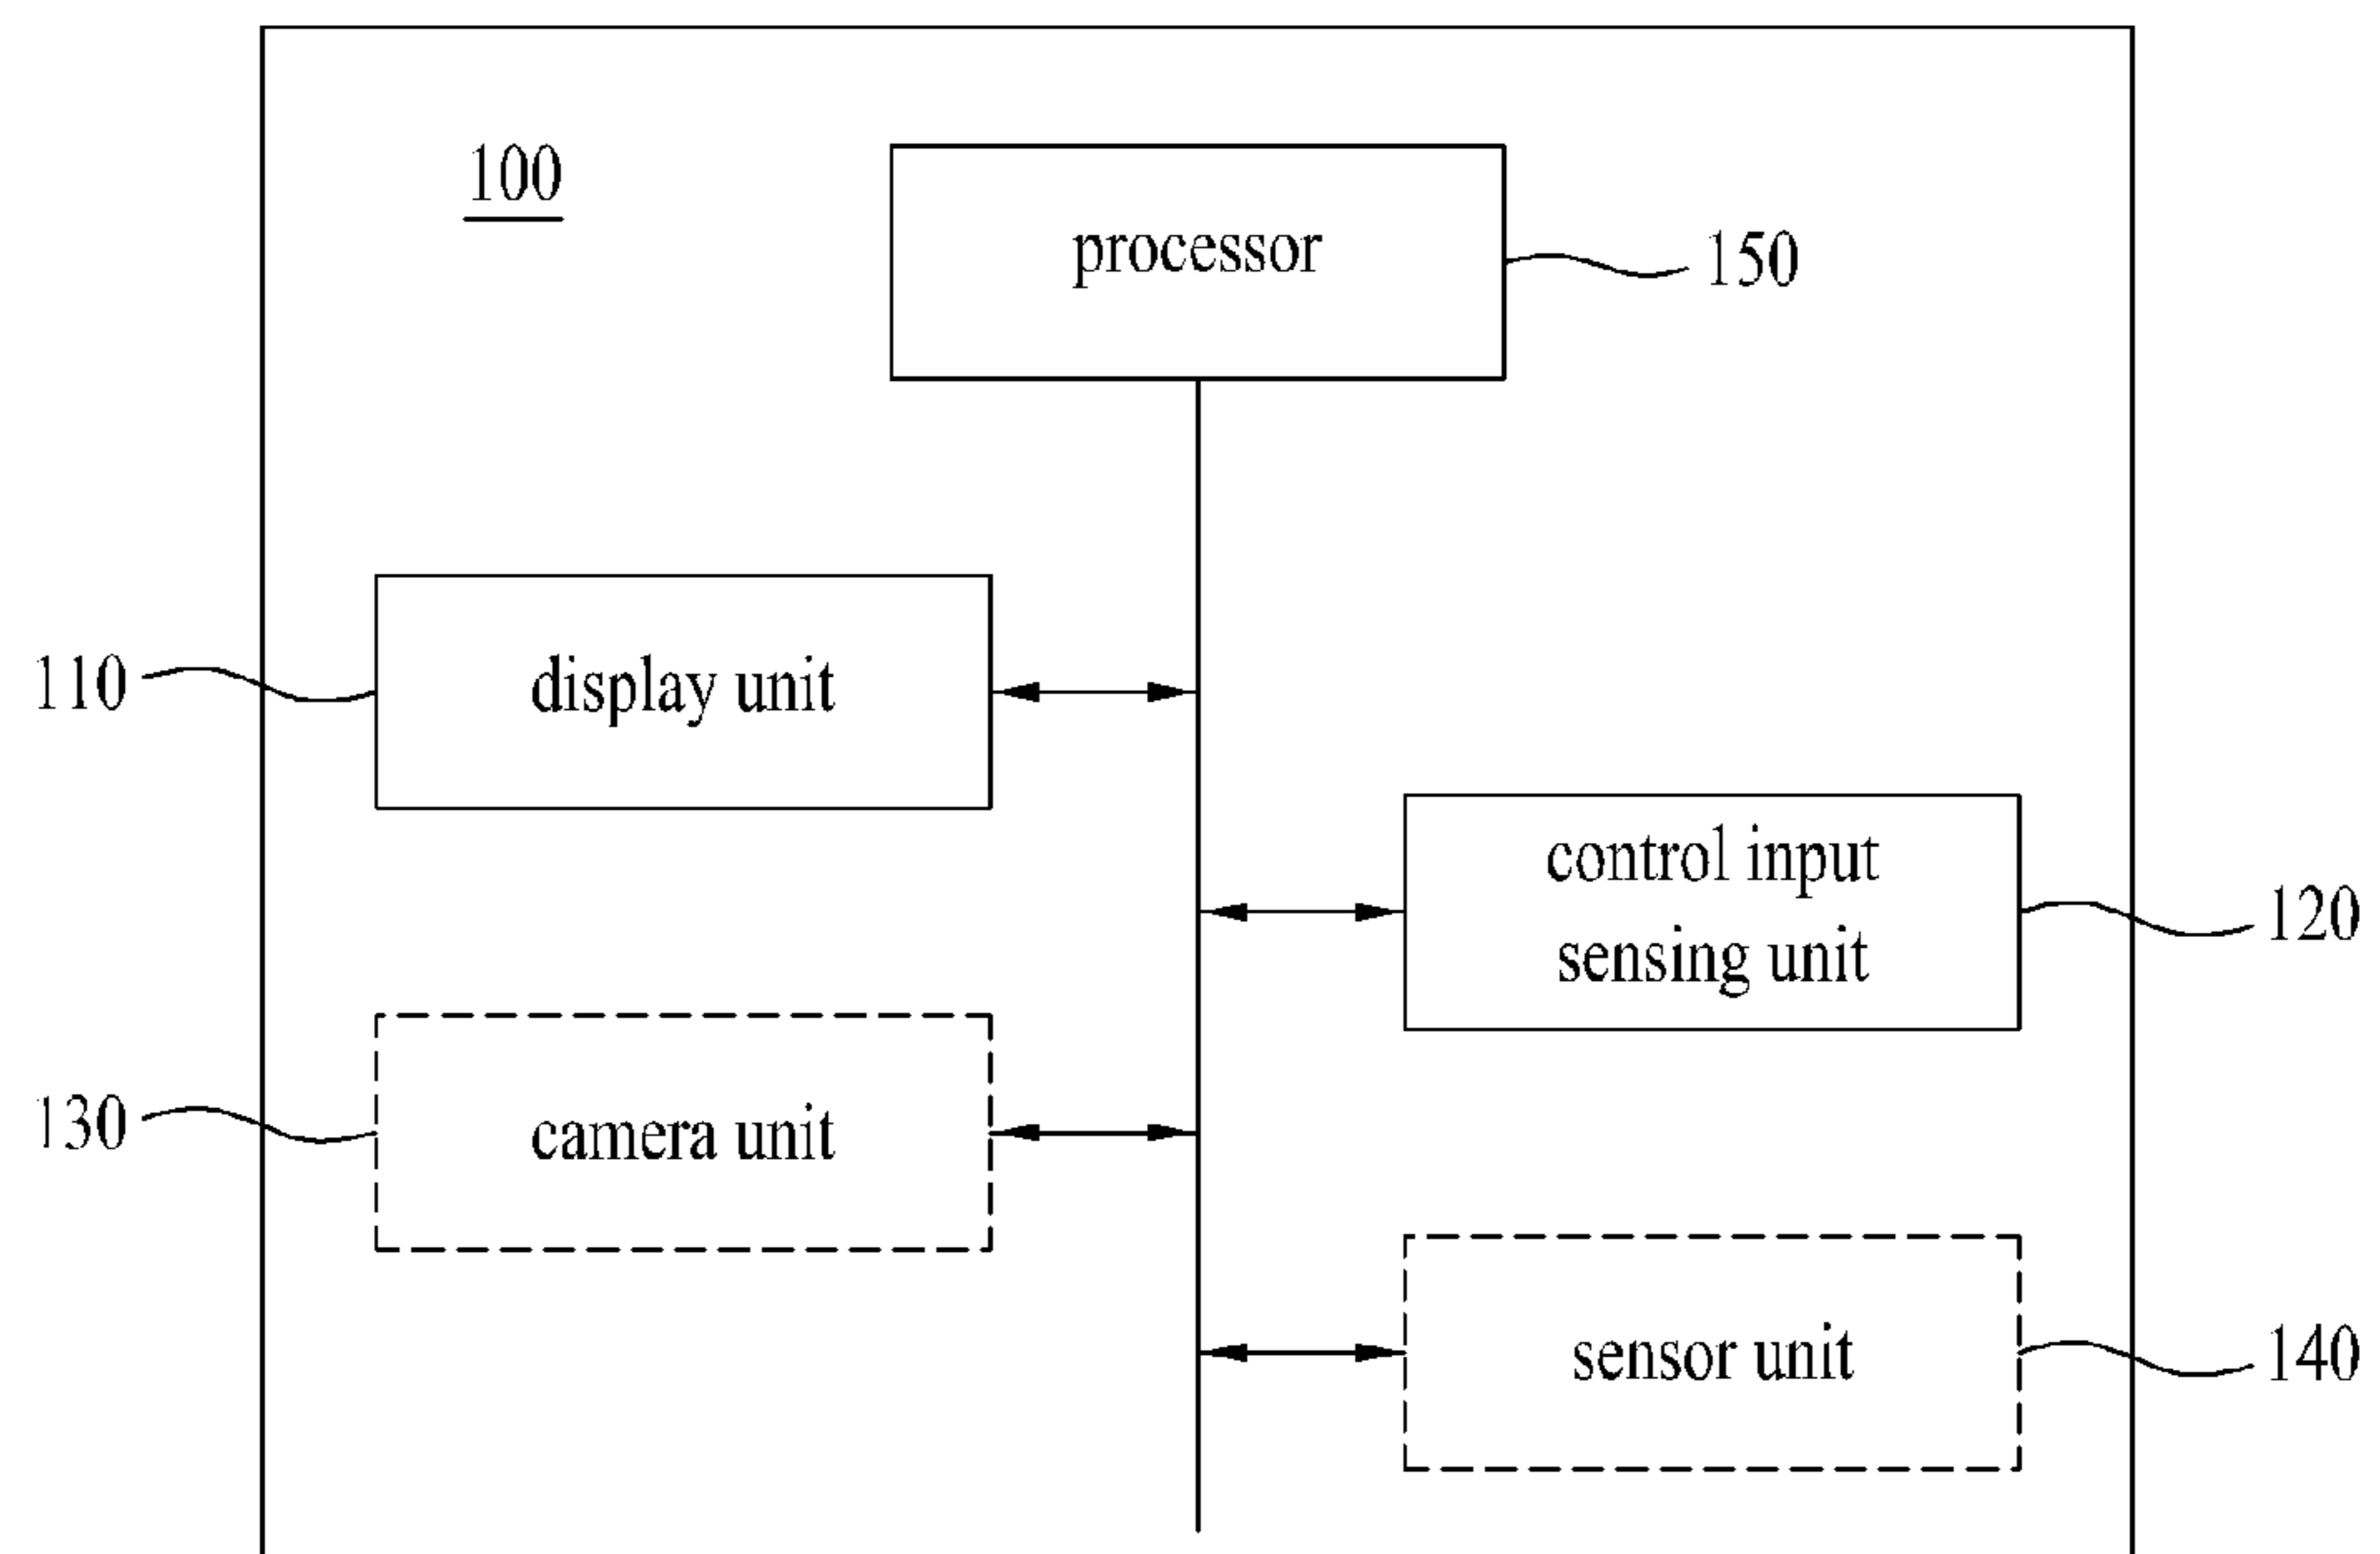 100
processor
150
110
display unit
control input
sensing unit
120
130
camera unit
sensor unit
140